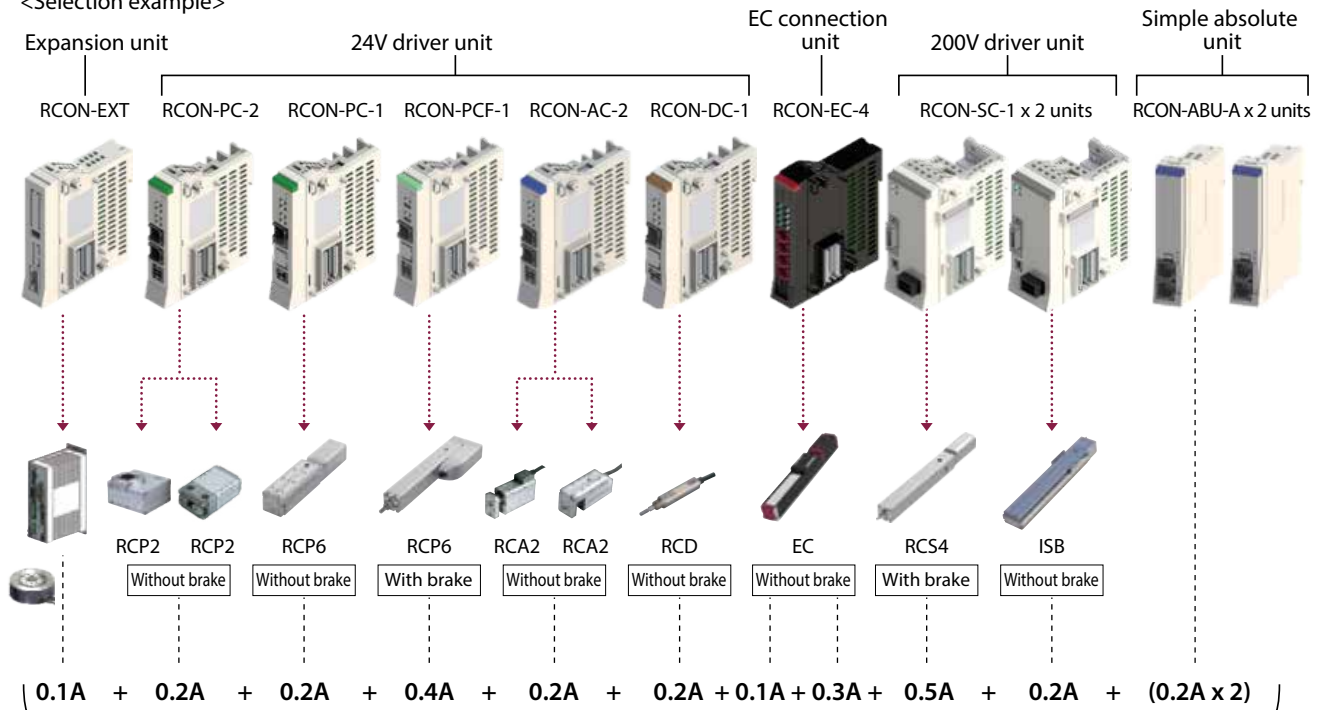 <Selection example>
Expansion unit
24V driver unit
EC connection
unit
200V driver unit
Simple absolute
unit
RCON-EXT RCON-PC-2 RCON-PC-1 RCON-PCF-1 RCON-AC-2 RCON-DC-1 RCON-EC-4 RCON-SC-1 x 2 units RCON-ABU-A x 2 units
RCP2 RCP2 RCP6 RCP6 RCA2 RCA2 RCD EC RCS4 ISB
Without brake Without brake With brake Without brake Without brake Without brake With brake Without brake
( 0.1A + 0.2A + 0.2A + 0.4A + 0.2A + 0.2A + 0.1A + 0.3A + 0.5A + 0.2A + (0.2A x 2) )